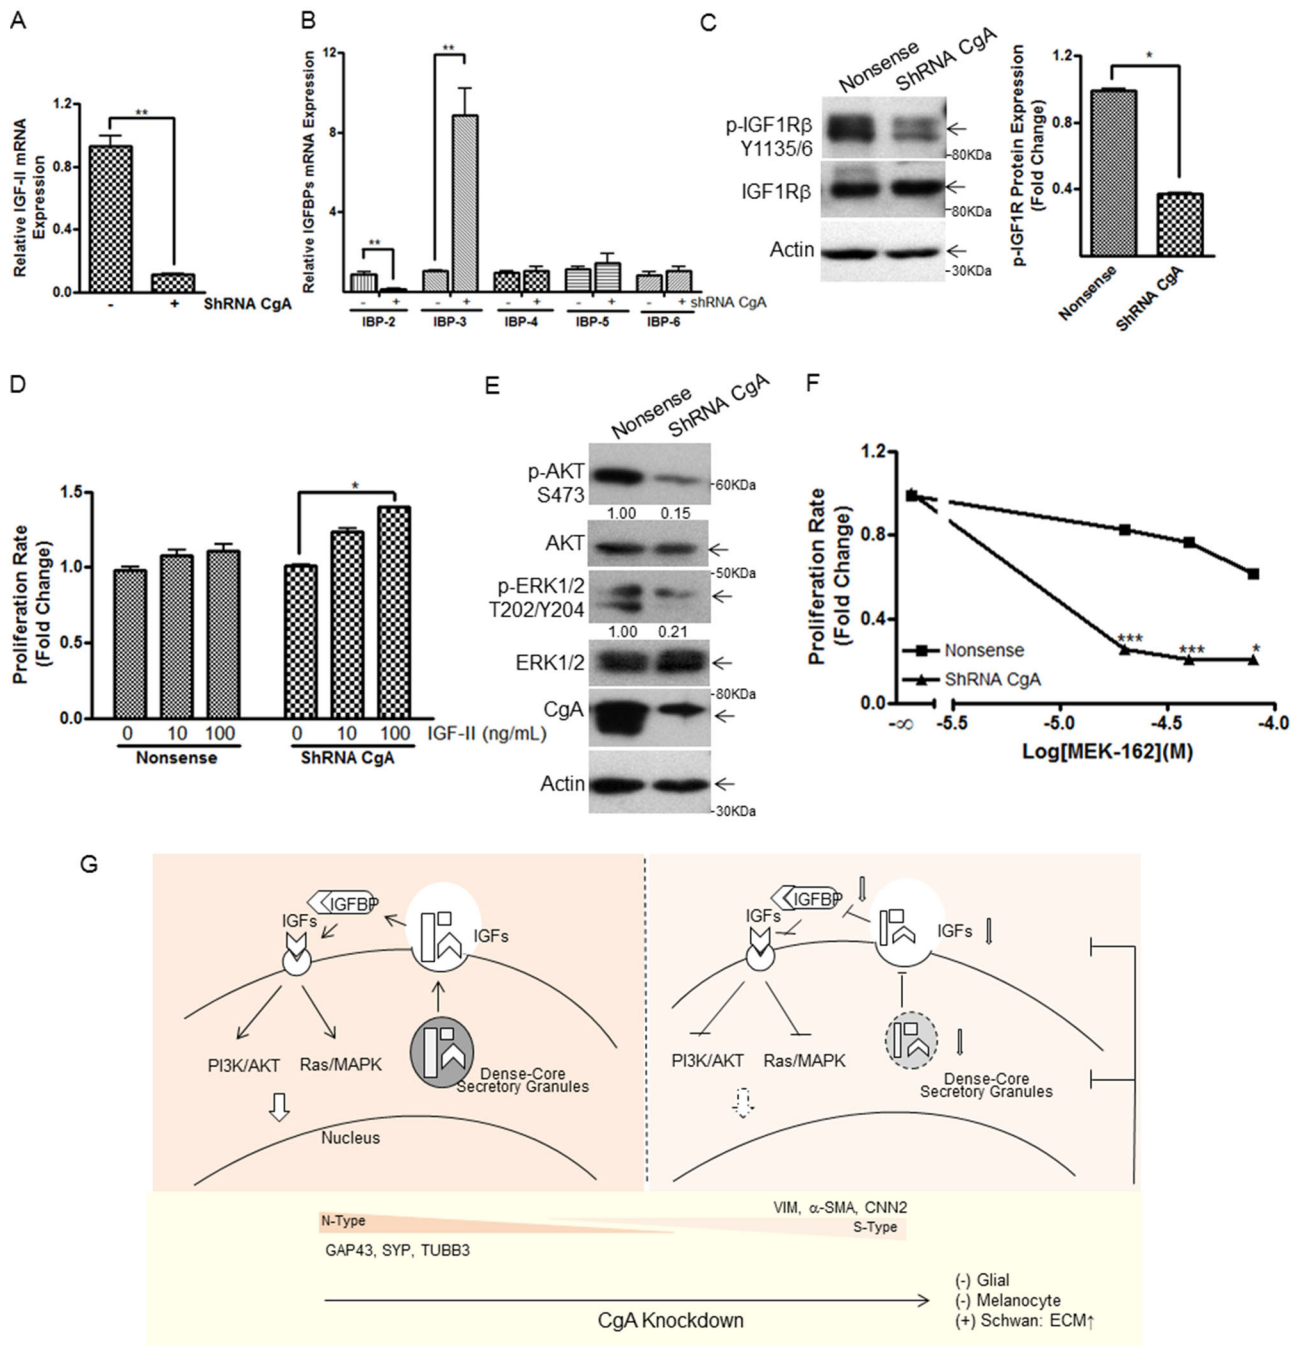 A
Relative IGF-II mRNA
Expression
1.2
0.8
0.4
0.0
**
-
+
ShRNA CgA
B
Relative IGFBPs mRNA Expression
12
8
4
**
**
- + - + - + - + - + shRNA CgA
IBP-2 IBP-3 IBP-4 IBP-5 IBP-6
C
Nonsense
ShRNA CgA
p-IGF1Rβ
Y1135/6
-80KDa
IGF1Rβ
-80KDa
Actin
-30KDa
p-IGF1R Protein Expression
(Fold Change)
1.2
0.8
0.4
*
Nonsense
ShRNA CgA
D
Proliferation Rate
(Fold Change)
1.5
1.0
0.5
0.0
*
0 10 100 0 10 100 IGF-II (ng/mL)
Nonsense ShRNA CgA
E
Nonsense
ShRNA CgA
p-AKT
S473
-60KDa
1.00 0.15
AKT
-50KDa
p-ERK1/2
T202/Y204
1.00 0.21
ERK1/2
-80KDa
CgA
Actin
-30KDa
F
Proliferation Rate
(Fold Change)
1.2
0.8
0.4
0.0
*** *** *
Nonsense
ShRNA CgA
-∞ -5.5 -5.0 -4.5 -4.0
Log[MEK-162](M)
G
IGFBP
IGFs
IGFs
PI3K/AKT
Ras/MAPK
Dense-Core
Secretory Granules
Nucleus
IGFBP
IGFs
IGFs
PI3K/AKT
Ras/MAPK
Dense-Core
Secretory Granules
VIM, α-SMA, CNN2
N-Type
S-Type
GAP43, SYP, TUBB3
CgA Knockdown
(-) Glial
(-) Melanocyte
(+) Schwan: ECM↑